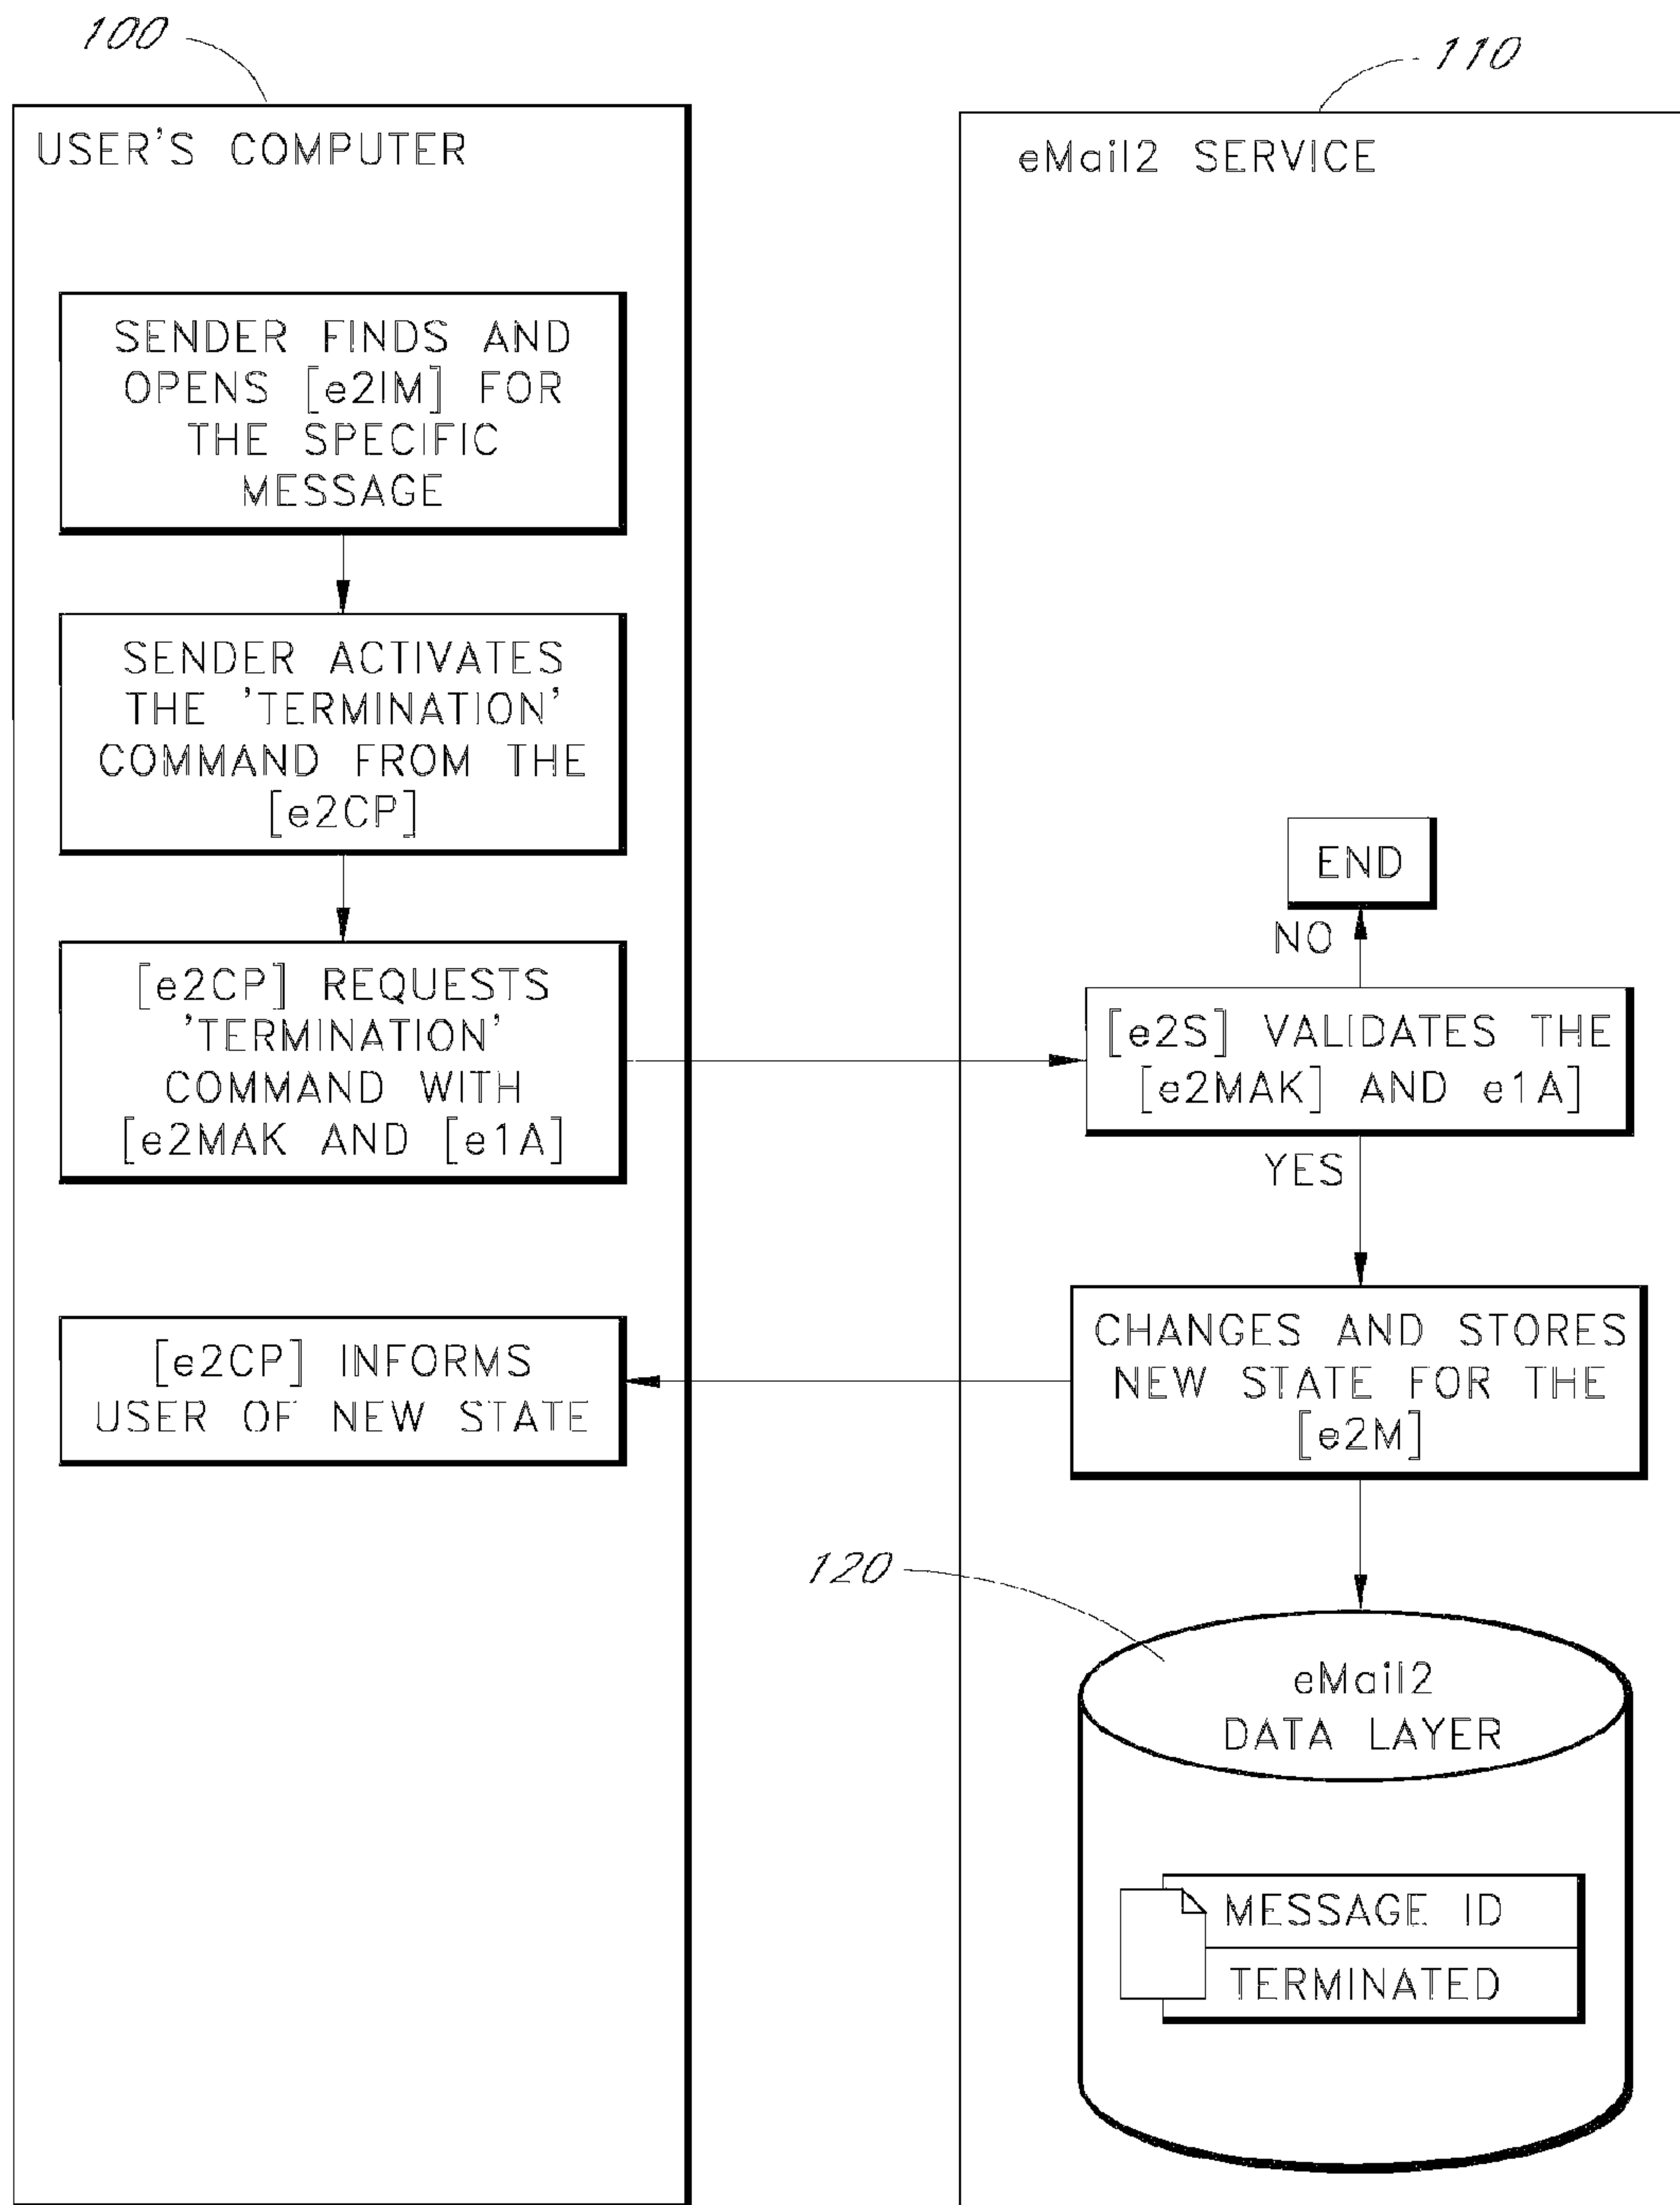 100
110
USER'S COMPUTER
eMail2 SERVICE
SENDER FINDS AND
OPENS [e2IM] FOR
THE SPECIFIC
MESSAGE
SENDER ACTIVATES
THE 'TERMINATION'
COMMAND FROM THE
[e2CP]
[e2CP] REQUESTS
'TERMINATION'
COMMAND WITH
[e2MAK AND [e1A]
END
NO
[e2S] VALIDATES THE
[e2MAK] AND e1A]
YES
CHANGES AND STORES
NEW STATE FOR THE
[e2M]
[e2CP] INFORMS
USER OF NEW STATE
120
eMail2
DATA LAYER
MESSAGE ID
TERMINATED